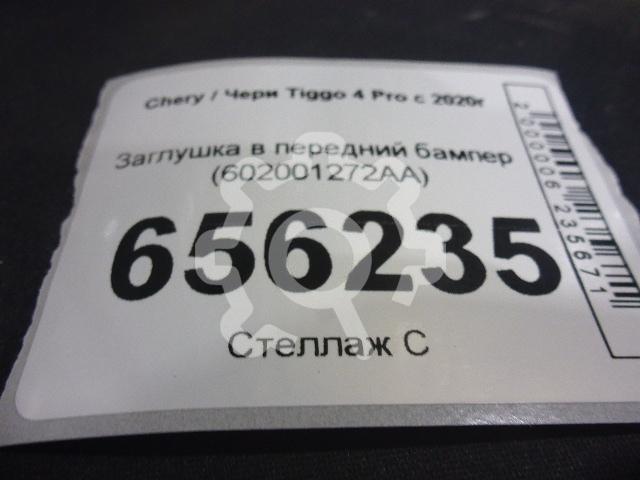 Chery / Чери Tiggo 4 Pro с 2020г
Заглушка в передний бампер
(602001272AA)
656235
Стеллаж С
2000006235671